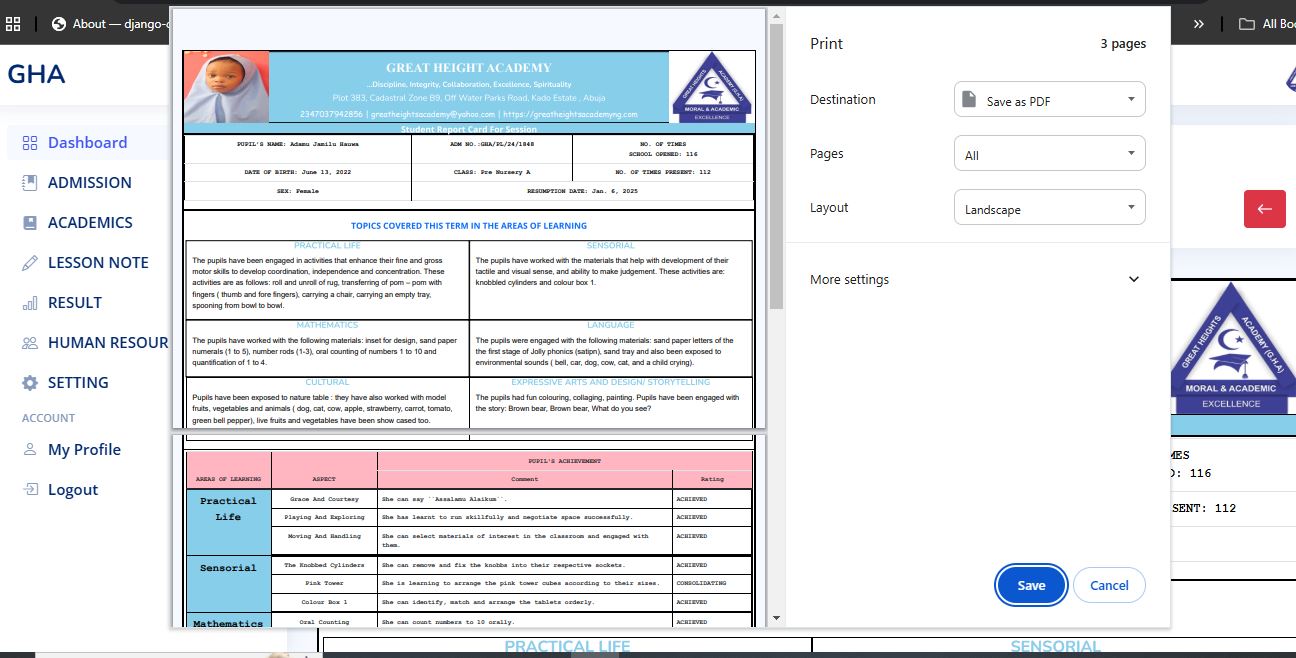 About — django-c
All Boo
GHA
Dashboard
ADMISSION
ACADEMICS
LESSON NOTE
RESULT
HUMAN RESOUR
SETTING
ACCOUNT
My Profile
Logout
GREAT HEIGHT ACADEMY
...Discipline, Integrity, Collaboration, Excellence, Spirituality
Plot 383, Cadastral Zone B9, Off Water Parks Road, Kado Estate , Abuja
2347037942856 | greatheightsacademy@yahoo.com | https://greatheightsacademyng.com
GREAT HEIGHTS
ACADEMY (G.H.A)
MORAL & ACADEMIC
EXCELLENCE
Student Report Card For Session
PUPIL'S NAME: Adamu Jamilu Hauwa
ADM NO.:GHA/PL/24/1848
NO. OF TIMES
SCHOOL OPENED: 116
DATE OF BIRTH: June 13, 2022
CLASS: Pre Nursery A
NO. OF TIMES PRESENT: 112
SEX: Female
RESUMPTION DATE: Jan. 6, 2025
TOPICS COVERED THIS TERM IN THE AREAS OF LEARNING
PRACTICAL LIFE
The pupils have been engaged in activities that enhance their fine and gross
motor skills to develop coordination, independence and concentration. These
activities are as follows: roll and unroll of rug, transferring of pom – pom with
fingers ( thumb and fore fingers), carrying a chair, carrying an empty tray,
spooning from bowl to bowl.
SENSORIAL
The pupils have worked with the materials that help with development of their
tactile and visual sense, and ability to make judgement. These activities are:
knobbled cylinders and colour box 1.
MATHEMATICS
The pupils have worked with the following materials: inset for design, sand paper
numerals (1 to 5), number rods (1-3), oral counting of numbers 1 to 10 and
quantification of 1 to 4.
LANGUAGE
The pupils were engaged in the following materials: sand paper letters of the
the first stage of Jolly phonics (satipn), sand tray and also been exposed to
environmental sounds ( bell, car, dog, cow, cat, and a child crying).
CULTURAL
Pupils have been exposed to nature table : they have also worked with model
fruits, vegetables and animals ( dog, cat, cow, apple, strawberry, carrot, tomato,
green bell pepper), live fruits and vegetables have been show cased too.
EXPRESSIVE ARTS AND DESIGN/ STORYTELLING
The pupils had fun colouring, collaging, painting. Pupils have been engaged with
the story: Brown bear, Brown bear, What do you see?
PUPIL'S ACHIEVEMENT
AREAS OF LEARNING
ASPECT
Comment
Rating
Practical
Life
Grace And Courtesy
She can say ``Assalamu Alaikum``.
ACHIEVED
Playing And Exploring
She has learnt to run skillfully and negotiate space successfully.
ACHIEVED
Moving And Handling
She can select materials of interest in the classroom and engaged with
them.
ACHIEVED
Sensorial
The Knobbed Cylinders
She can remove and fix the knobbs into their respective sockets.
ACHIEVED
Pink Tower
She is learning to arrange the pink tower cubes according to their sizes.
CONSOLIDATING
Colour Box 1
She can identify, match and arrange the tablets orderly.
ACHIEVED
Mathematics
Oral Counting
She can count numbers to 10 orally.
ACHIEVED
Print
3 pages
Destination
Save as PDF
Pages
All
Layout
Landscape
More settings
Save
Cancel
GREAT HEIGHTS
ACADEMY (G.H.A)
MORAL & ACADEMIC
EXCELLENCE
MES
D: 116
SENT: 112
PRACTICAL LIFE
SENSORIAL